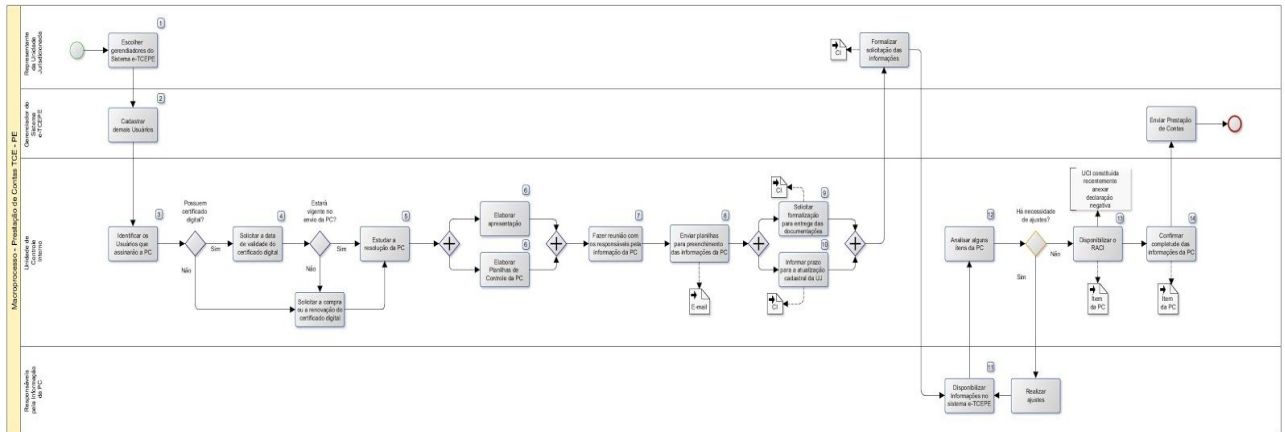 Macroprocesso - Prestação de Contas TCE - PE
Representante
da Unidade
Jurisdicionada
1
Escolher
gerenciadores do
Sistema e-TCEPE
CI
Formalizar
solicitação das
informações
Gerenciador do
Sistema
e-TCEPE
2
Cadastrar
demais Usuários
Enviar Prestação
de Contas
Unidade de
Controle
Interno
3
Identificar os
Usuários que
assinarão a PC
Possuem
certificado
digital?
Sim
Não
4
Solicitar a data
de validade do
certificado digital
Estará
vigente no
envio da PC?
Sim
Não
Solicitar a compra
ou a renovação do
certificado digital
5
Estudar a
resolução da PC
6
Elaborar
apresentação
6
Elaborar
Planilhas de
Controle da PC
7
Fazer reunião com
os responsáveis pela
informação da PC
8
Enviar planilhas
para preenchimento
das informações da PC
E-mail
CI
9
Solicitar
formalização
para entrega das
documentações
10
Informar prazo
para a atualização
cadastral da UJ
CI
12
Analisar alguns
itens da PC
Há necessidade
de ajustes?
Não
Sim
UCI constituída
recentemente
anexar
declaração
negativa
13
Disponibilizar o
RACI
Item
da PC
14
Confirmar
completude das
informações da PC
Item
da PC
Responsáveis
pela Informação
da PC
11
Disponibilizar
informações no
sistema e-TCEPE
Realizar
ajustes